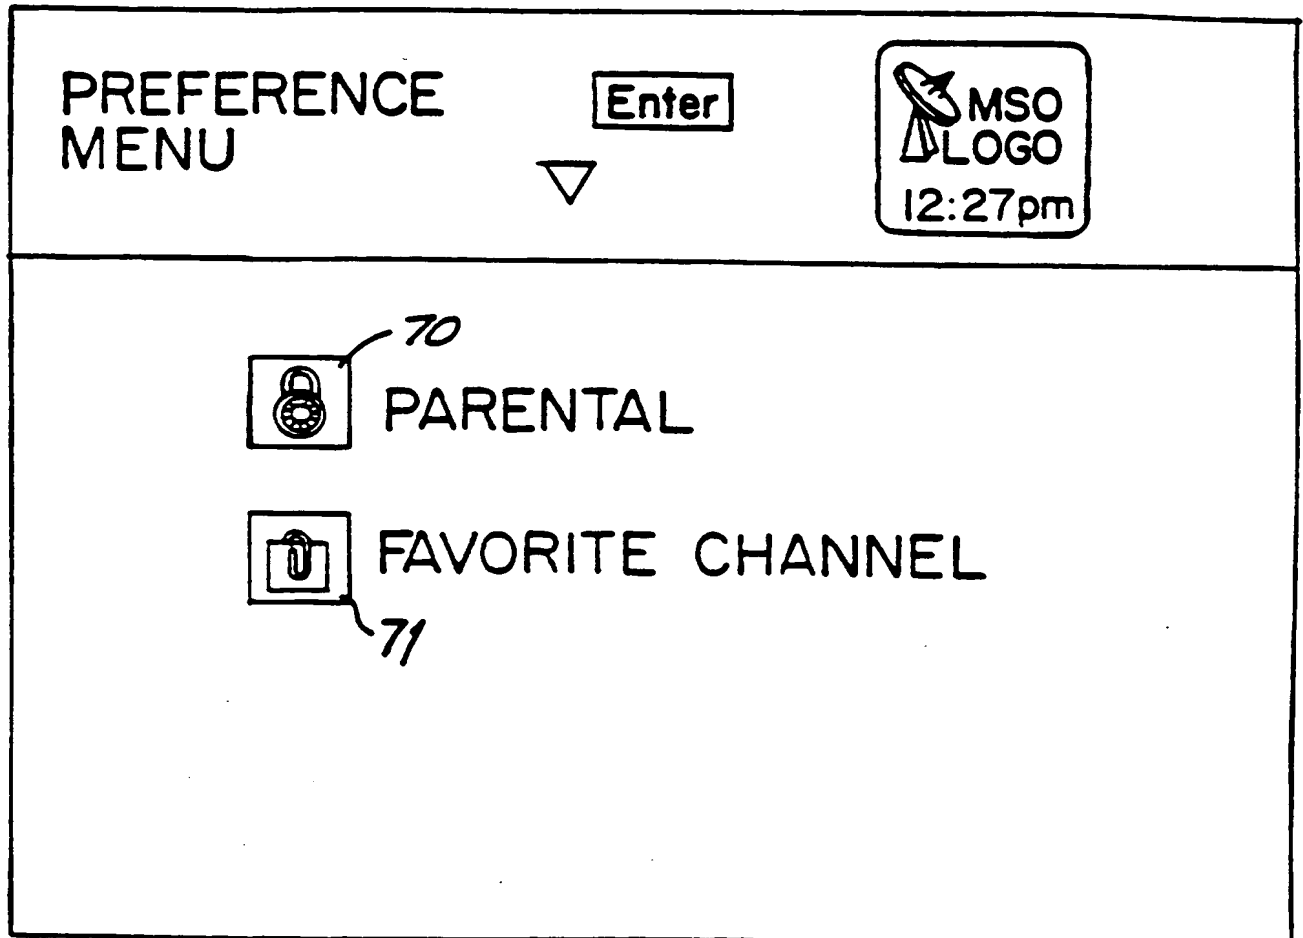 PREFERENCE
MENU
Enter
MSO
LOGO
12:27pm
70
PARENTAL
FAVORITE CHANNEL
71